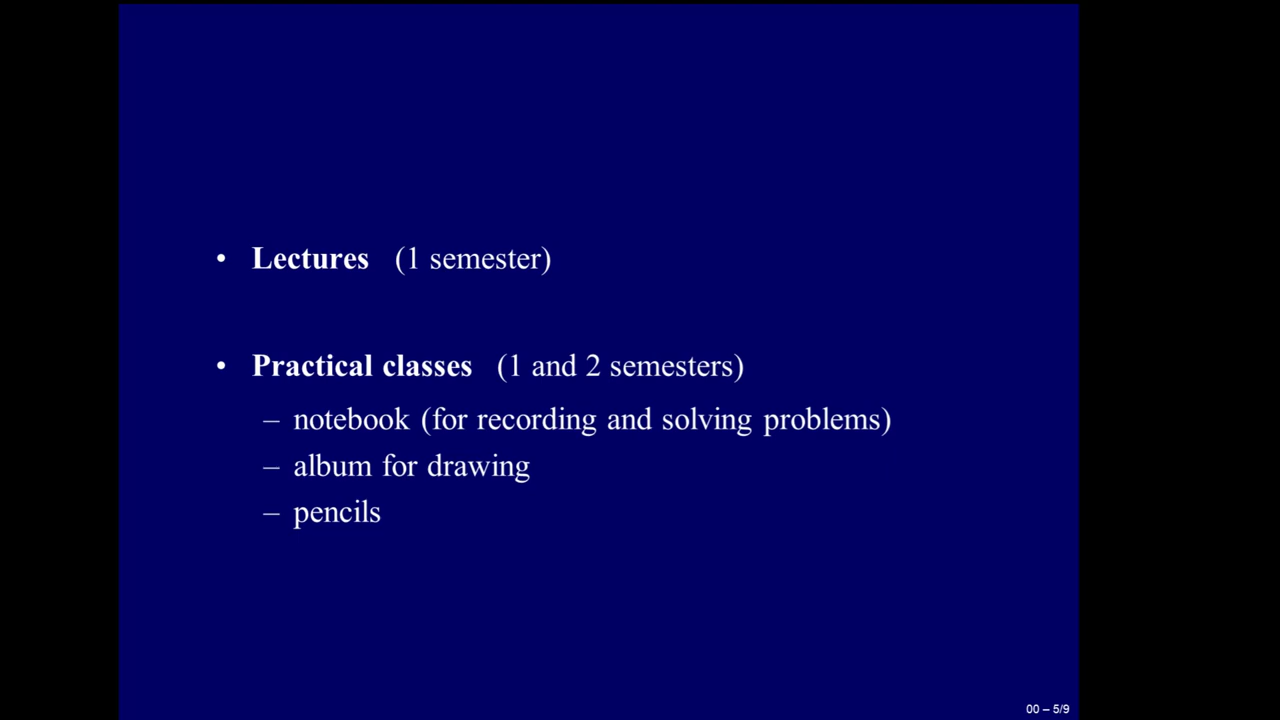 • Lectures (1 semester)
• Practical classes (1 and 2 semesters)
– notebook (for recording and solving problems)
– album for drawing
– pencils
00 – 5/9